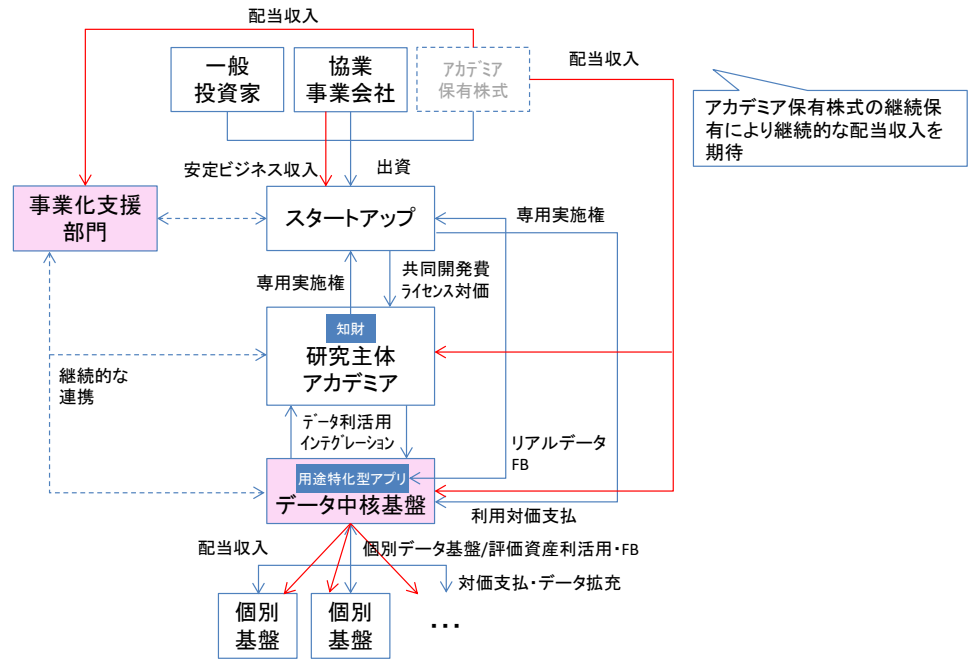 配当収入
一般
投資家
協業
事業会社
アカデミア
保有株式
配当収入
アカデミア保有株式の継続保
有により継続的な配当収入を
期待
安定ビジネス収入
出資
事業化支援
部門
スタートアップ
専用実施権
専用実施権
共同開発費
ライセンス対価
知財
研究主体
アカデミア
継続的な
連携
データ利活用
インテグレーション
リアルデータ
FB
用途特化型アプリ
データ中核基盤
利用対価支払
配当収入
個別データ基盤/評価資産利活用・FB
対価支払・データ拡充
個別
基盤
個別
基盤
・・・